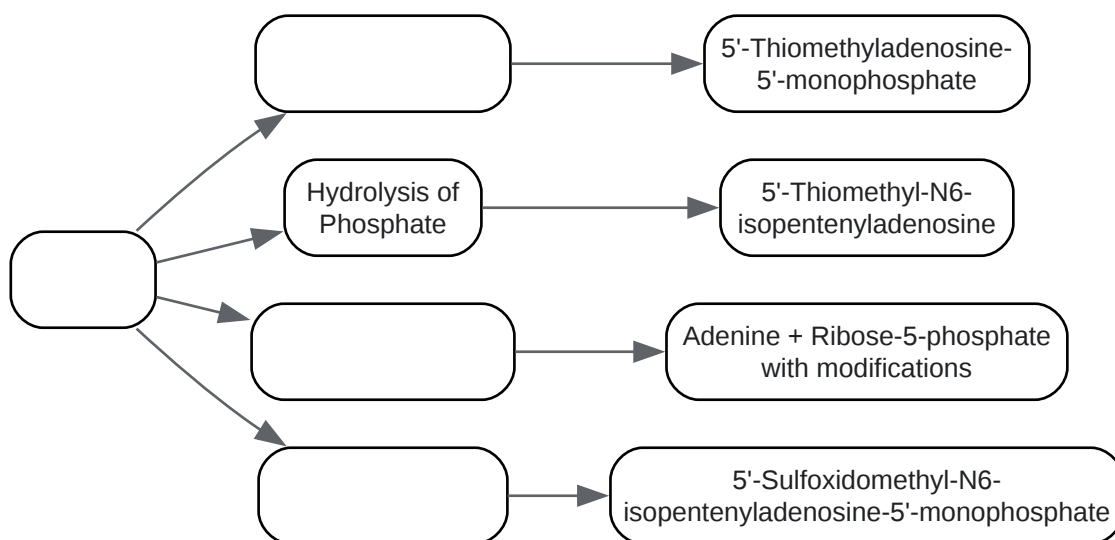 5'-Thiomethyladenosine-
5'-monophosphate
Hydrolysis of
Phosphate
5'-Thiomethyl-N6-
isopentenyladenosine
Adenine + Ribose-5-phosphate
with modifications
5'-Sulfoxidomethyl-N6-
isopentenyladenosine-5'-monophosphate